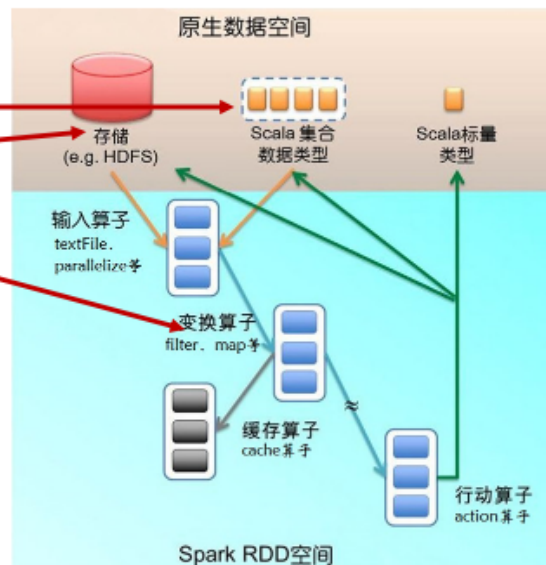 原生数据空间
存储
(e.g. HDFS)
Scala 集合
数据类型
Scala标量
类型
输入算子
textFile.
parallelize等
变换算子
filter. map等
≈
缓存算子
cache算子
行动算子
action算子
Spark RDD空间